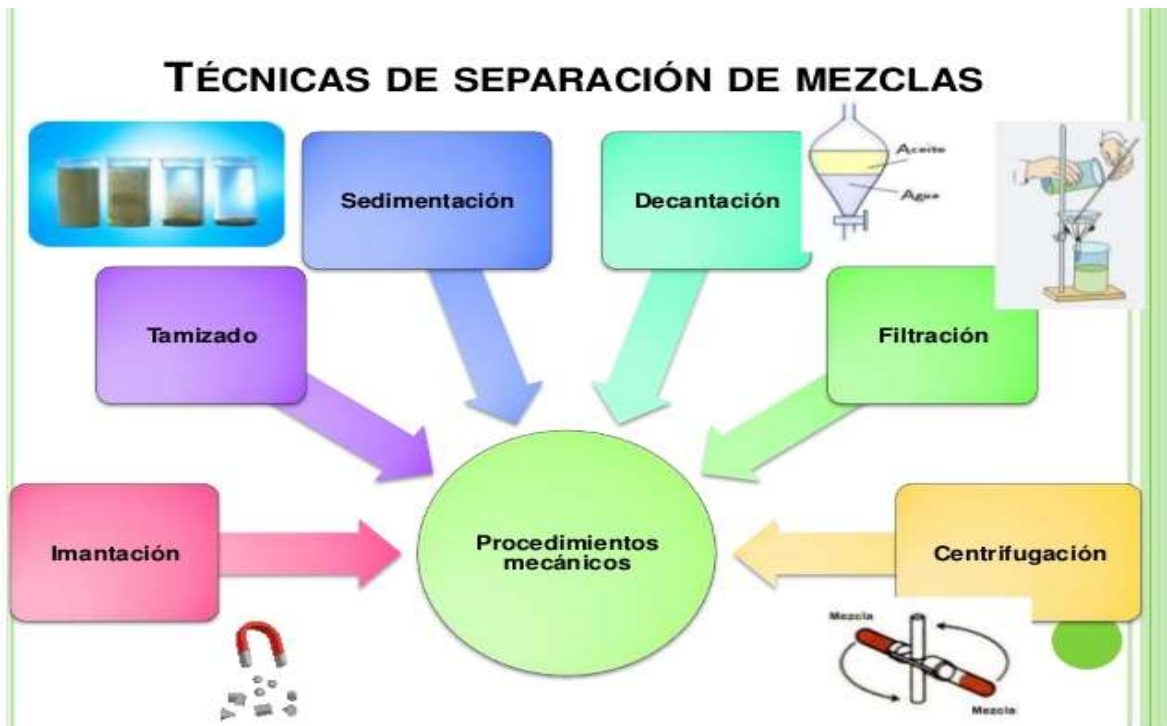 TÉCNICAS DE SEPARACIÓN DE MEZCLAS
Sedimentación
Decantación
Aceite
Agua
Tamizado
Filtración
Imantación
Procedimientos
mecánicos
Centrifugación
Mezcla
Mezcla